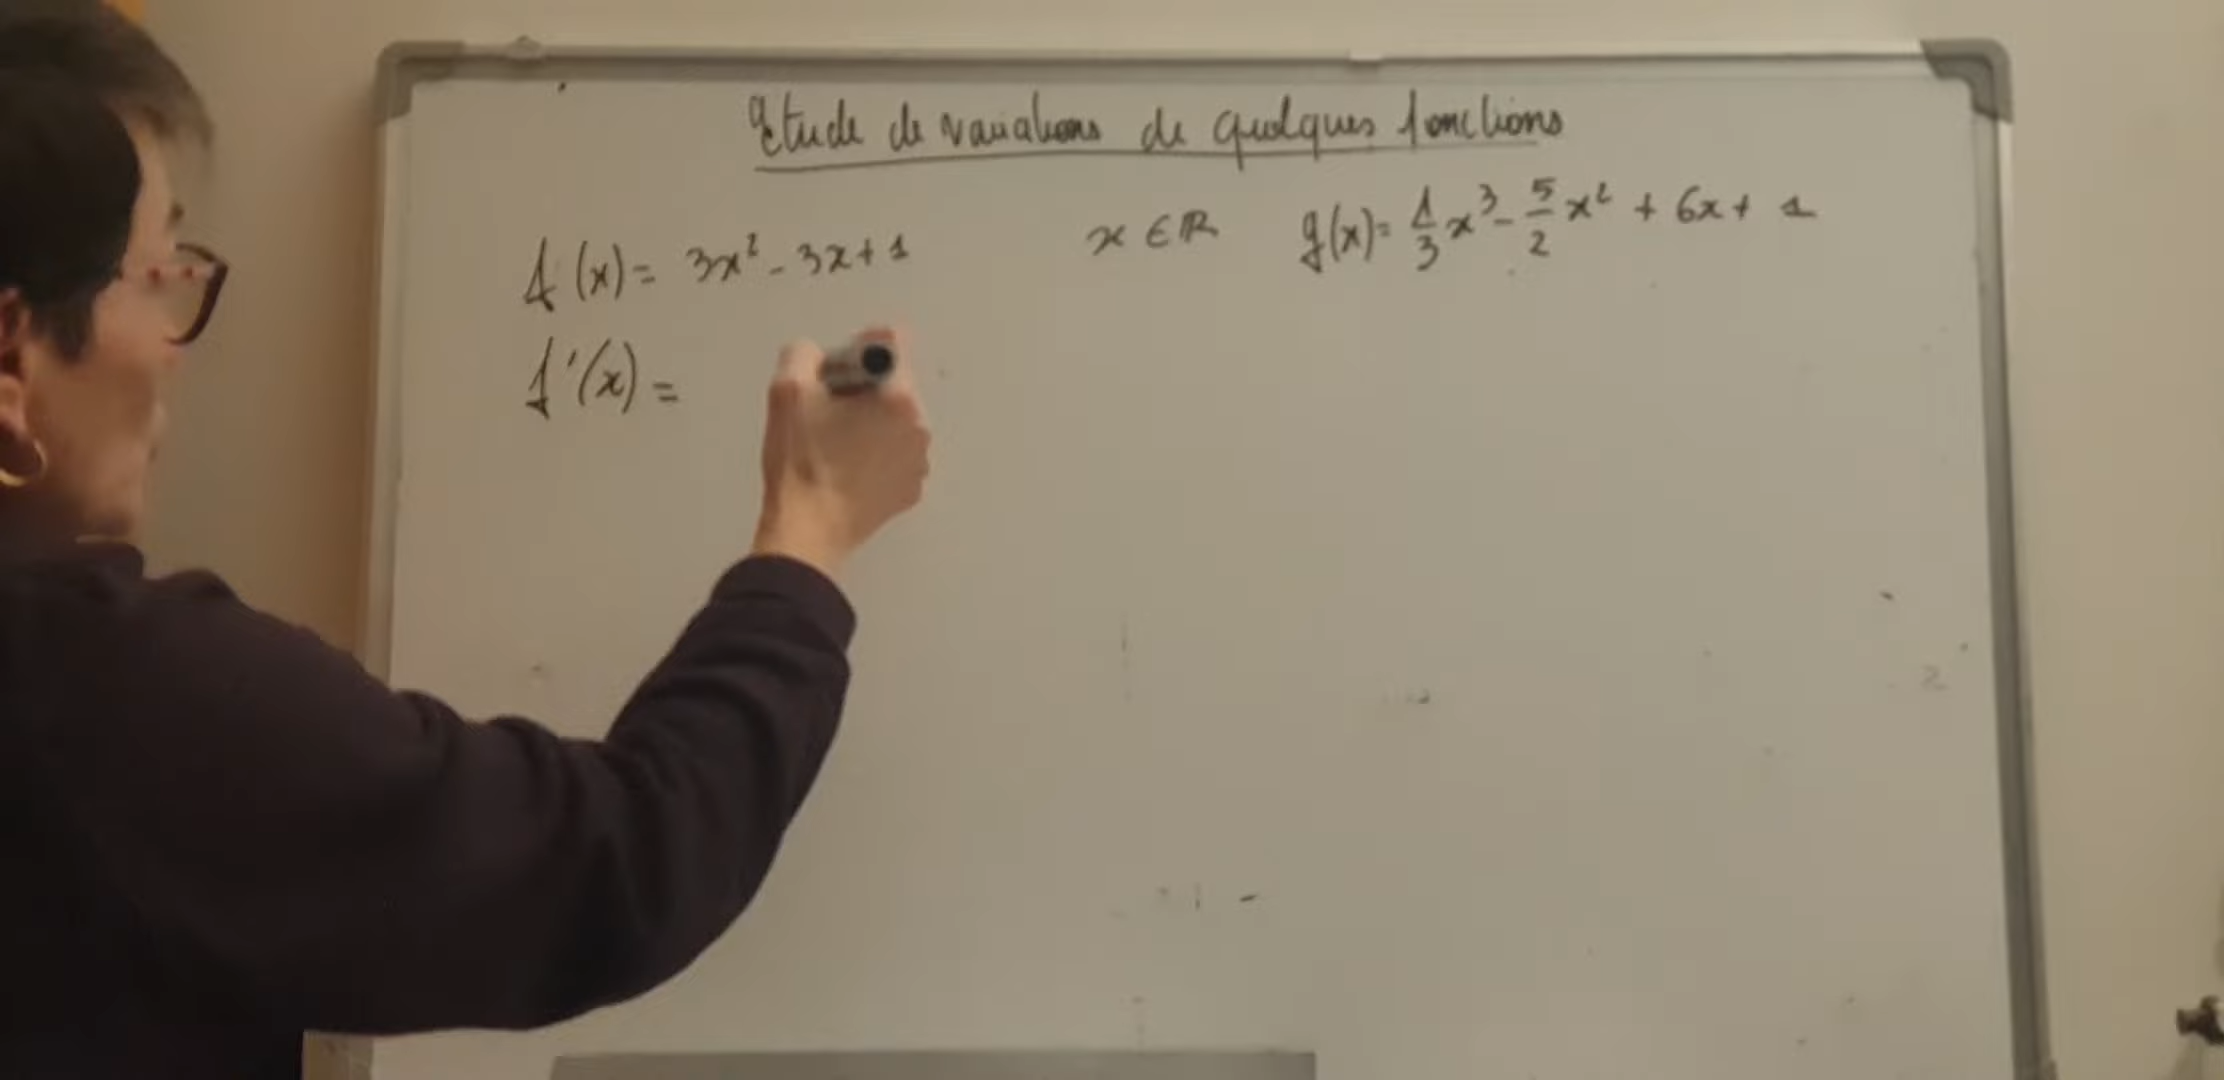 Etude de variations de quelques fonctions
f(x) = 3x² - 3x + 1     x ∈ ℝ     g(x) = 1/3 x³ - 5/2 x² + 6x + 1
f'(x) =